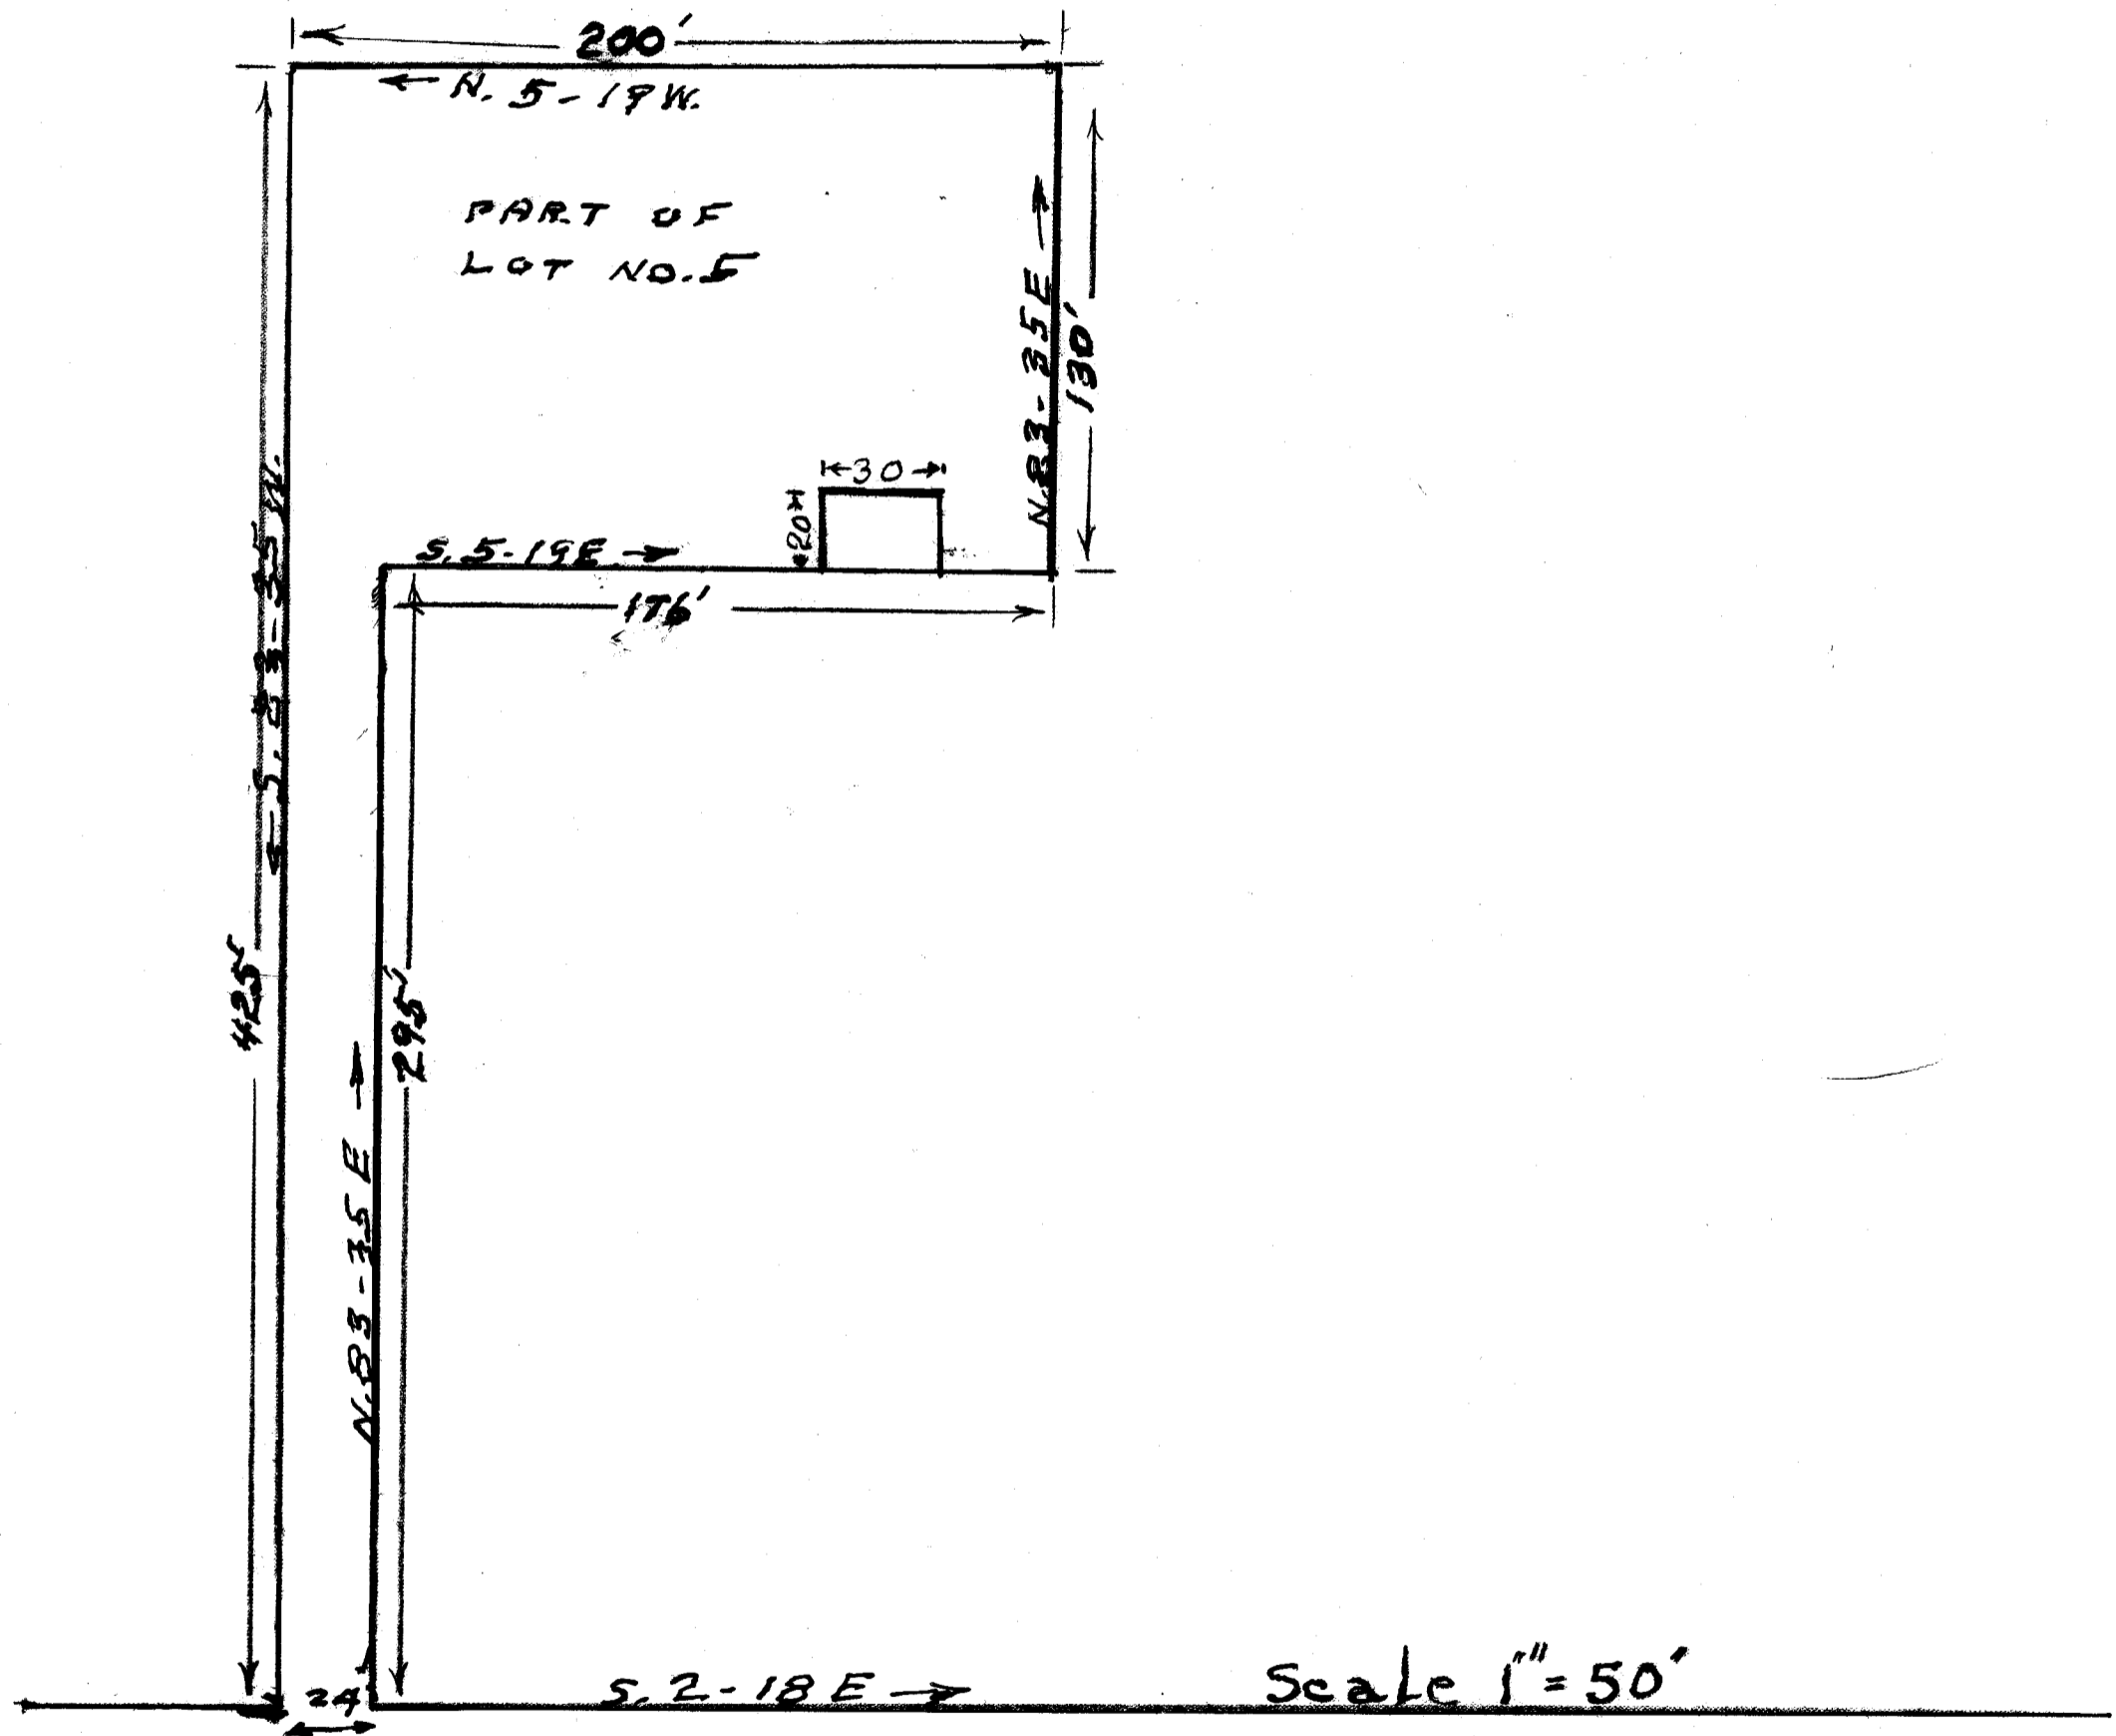 200'
← N. 5-19 W.
PART OF
LOT NO. 5
N. 83-35 E →
130'
30
20
S. 5-19 E. →
176'
← S. 83-35 W.
425'
295'
N. 83-35 E →
24'
S. 2-18 E →
Scale 1" = 50'